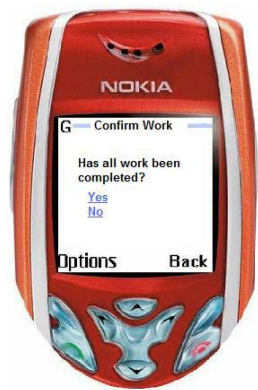 NOKIA
G Confirm Work
Has all work been
completed?
Yes
No
Options Back